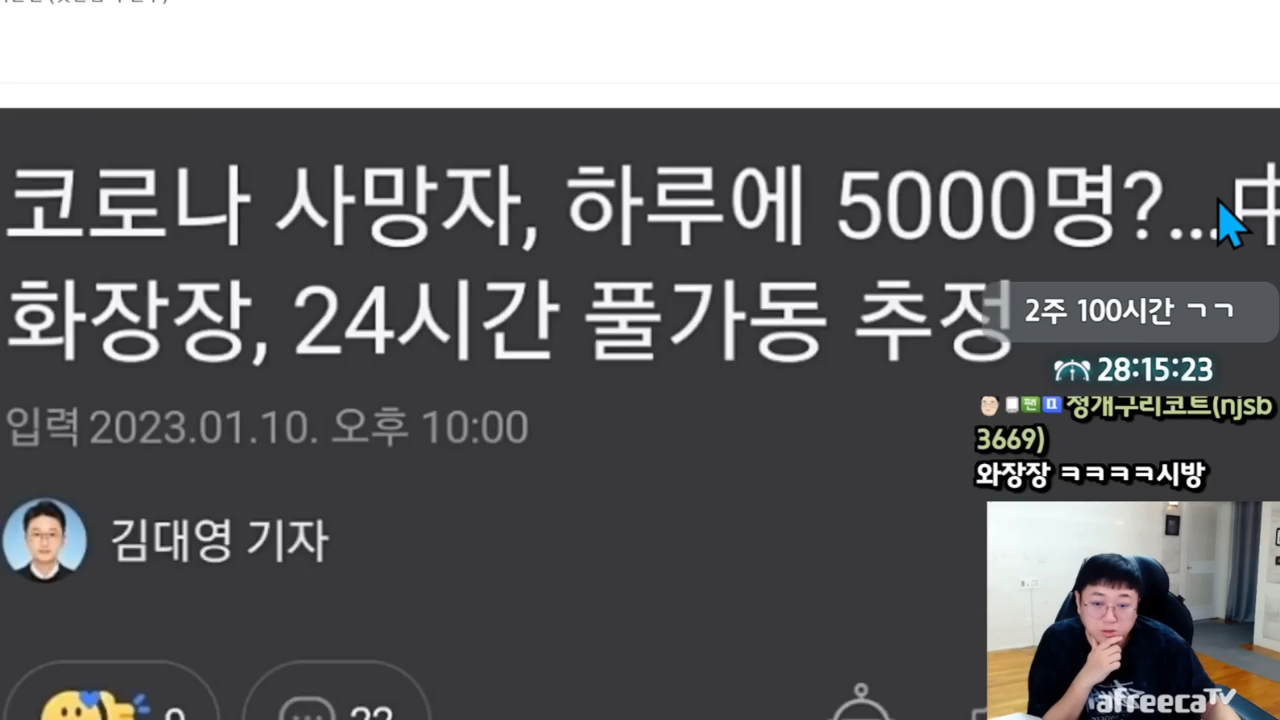 코로나 사망자, 하루에 5000명?...中
화장장, 24시간 풀가동 추정
2주 100시간 ㄱㄱ
28:15:23
입력 2023.01.10. 오후 10:00
팬
정개구리코트(njsb
3669)
와장장 ㅋㅋㅋㅋ시방
김대영 기자
afreecaTV